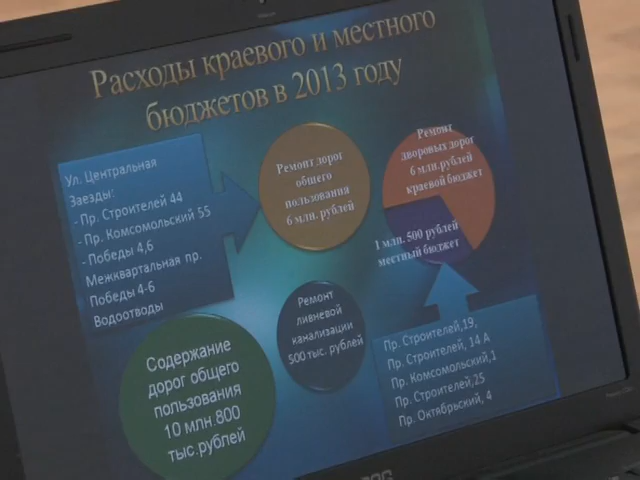 Расходы краевого и местного
бюджетов в 2013 году
Ул. Центральная
Заезды:
- Пр. Строителей 44
- Пр. Комсомольский 55
- Победы 4,6
Межквартальная пр.
Победы 4-6
Водоотводы
Ремонт дорог
общего
пользования
6 млн. рублей
Ремонт
дворовых дорог
6 млн.рублей
краевой бюджет
1 млн. 500 рублей
местный бюджет
Ремонт
ливневой
канализации
500 тыс. рублей
Содержание
дорог общего
пользования
10 млн.800
тыс.рублей
Пр. Строителей,19,
Пр. Строителей, 14 А
Пр. Комсомольский,1
Пр. Строителей,25
Пр. Октябрьский, 4